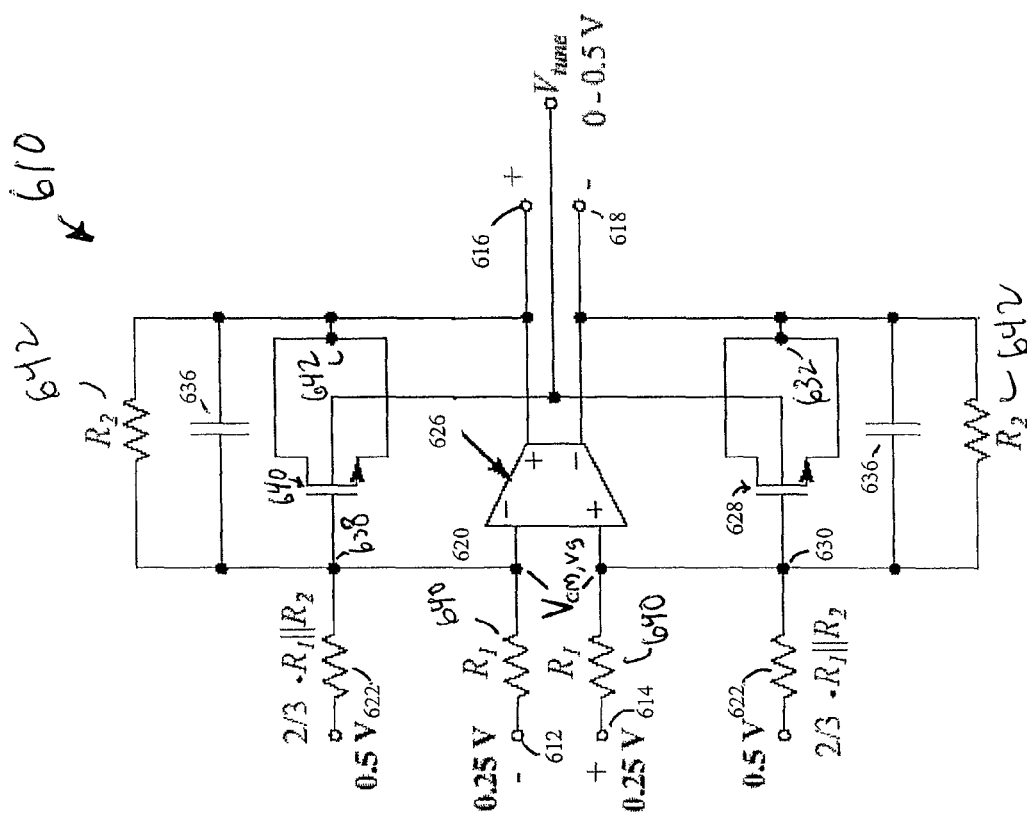 610
642
R2
636
642
640
638
2/3 · R1||R2
622
0.5 V
616
+
Vtune
0 - 0.5 V
618
-
626
+
-
-
+
620
Vcm,vg
640
R1
0.25 V
-
612
640
R1
614
+
0.25 V
632
628
630
622
0.5 V
2/3 · R1||R2
636
R2
642